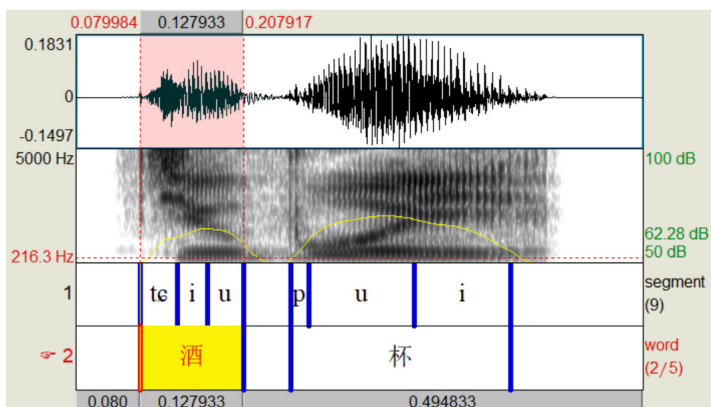 0.079984 0.127933 0.207917
0.1831
0
-0.1497
5000 Hz 100 dB
62.28 dB
216.3 Hz 50 dB
1 tɕ i u p u i segment
(9)
☞ 2 酒 杯 word
(2/5)
0.080 0.127933 0.494833